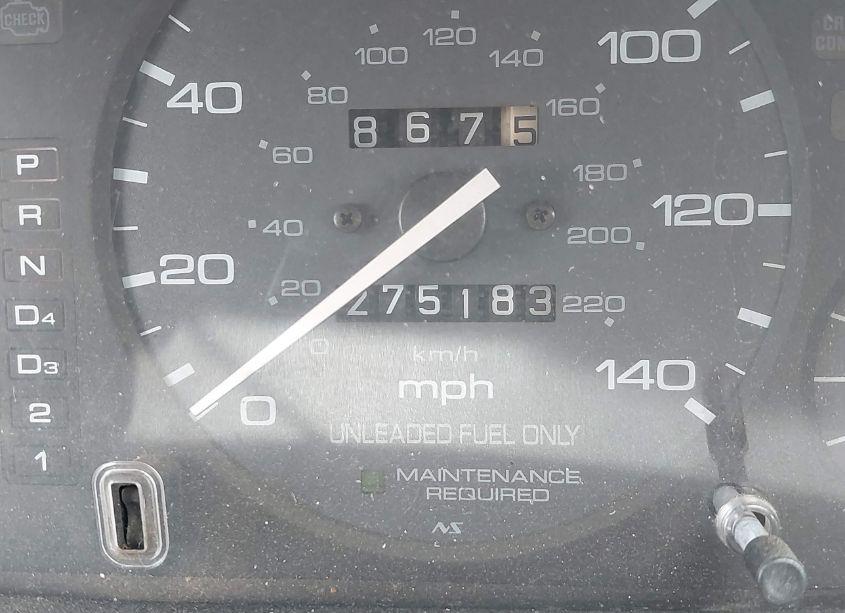 CHECK
P
R
N
D4
D3
2
1
0
20
40
100
120
140
0
20
40
60
80
100
120
140
160
180
200
220
8675
275183
km/h
mph
UNLEADED FUEL ONLY
MAINTENANCE
REQUIRED
NS